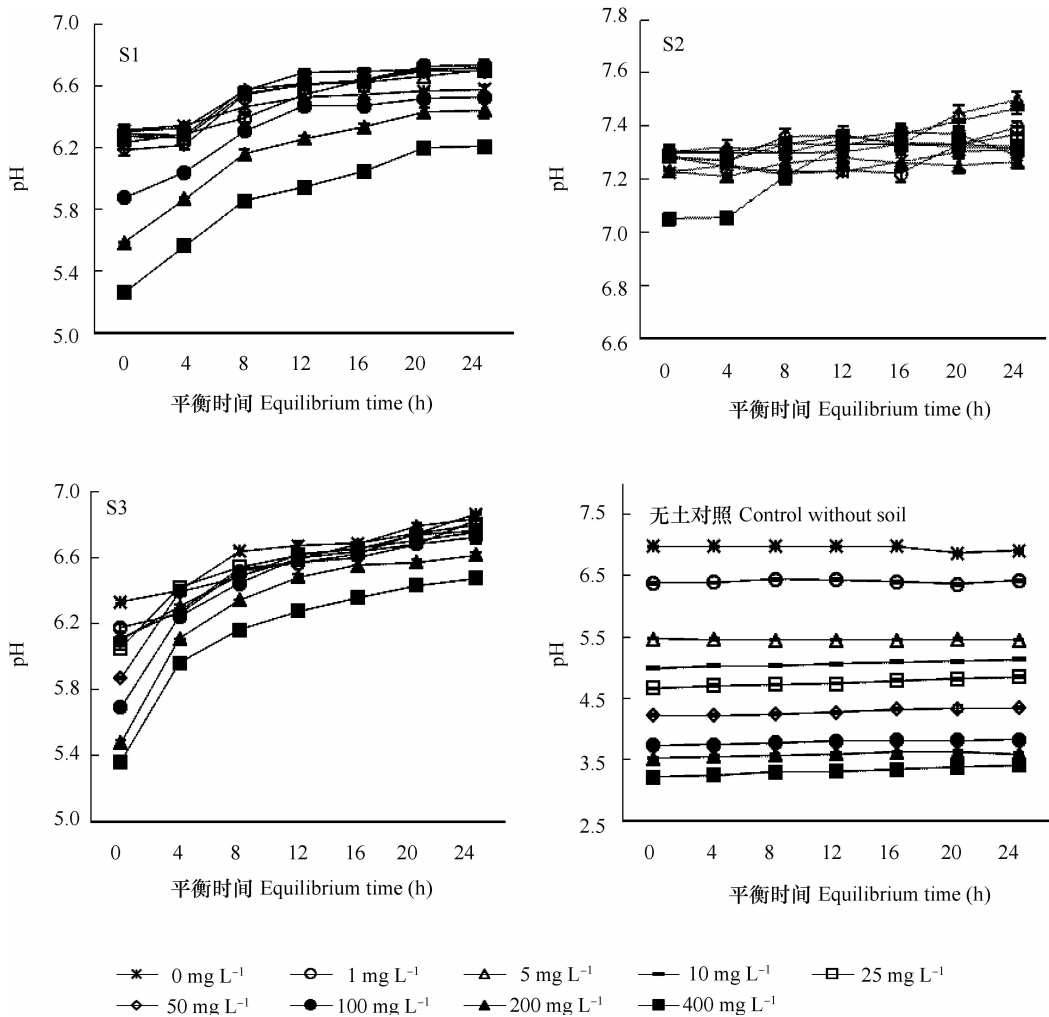 S1
7.0
6.6
6.2
5.8
5.4
5.0
pH
0 4 8 12 16 20 24
平衡时间 Equilibrium time (h)
S2
7.8
7.6
7.4
7.2
7.0
6.8
6.6
pH
0 4 8 12 16 20 24
平衡时间 Equilibrium time (h)
S3
7.0
6.6
6.2
5.8
5.4
5.0
pH
0 4 8 12 16 20 24
平衡时间 Equilibrium time (h)
无土对照 Control without soil
7.5
6.5
5.5
4.5
3.5
2.5
pH
0 4 8 12 16 20 24
平衡时间 Equilibrium time (h)
0 mg L⁻¹ 1 mg L⁻¹ 5 mg L⁻¹ 10 mg L⁻¹ 25 mg L⁻¹
50 mg L⁻¹ 100 mg L⁻¹ 200 mg L⁻¹ 400 mg L⁻¹